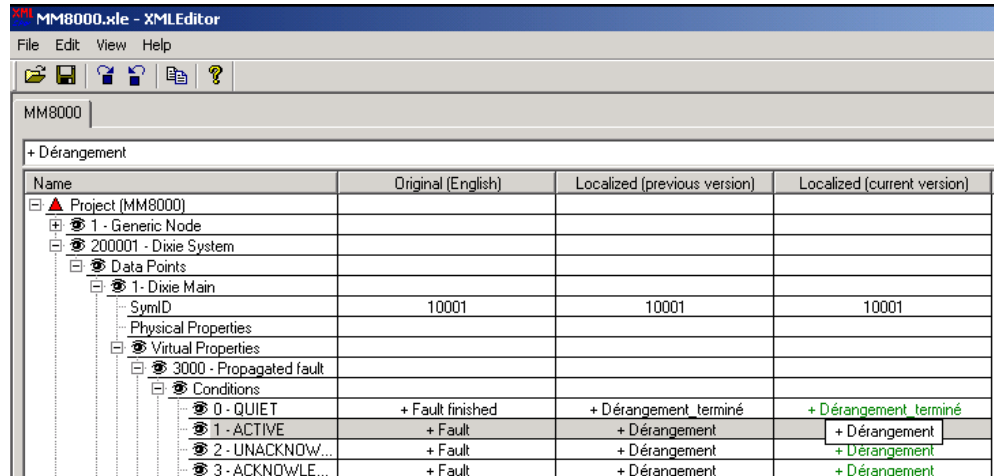 XML MM8000.xle - XMLEditor
File Edit View Help
MM8000
+ Dérangement
Name Original (English) Localized (previous version) Localized (current version)
Project (MM8000)
1 - Generic Node
200001 - Dixie System
Data Points
1- Dixie Main
SymID 10001 10001 10001
Physical Properties
Virtual Properties
3000 - Propagated fault
Conditions
0 - QUIET + Fault finished + Dérangement_terminé + Dérangement_terminé
1 - ACTIVE + Fault + Dérangement + Dérangement
2 - UNACKNOW... + Fault + Dérangement + Dérangement
3 - ACKNOWLE... + Fault + Dérangement + Dérangement